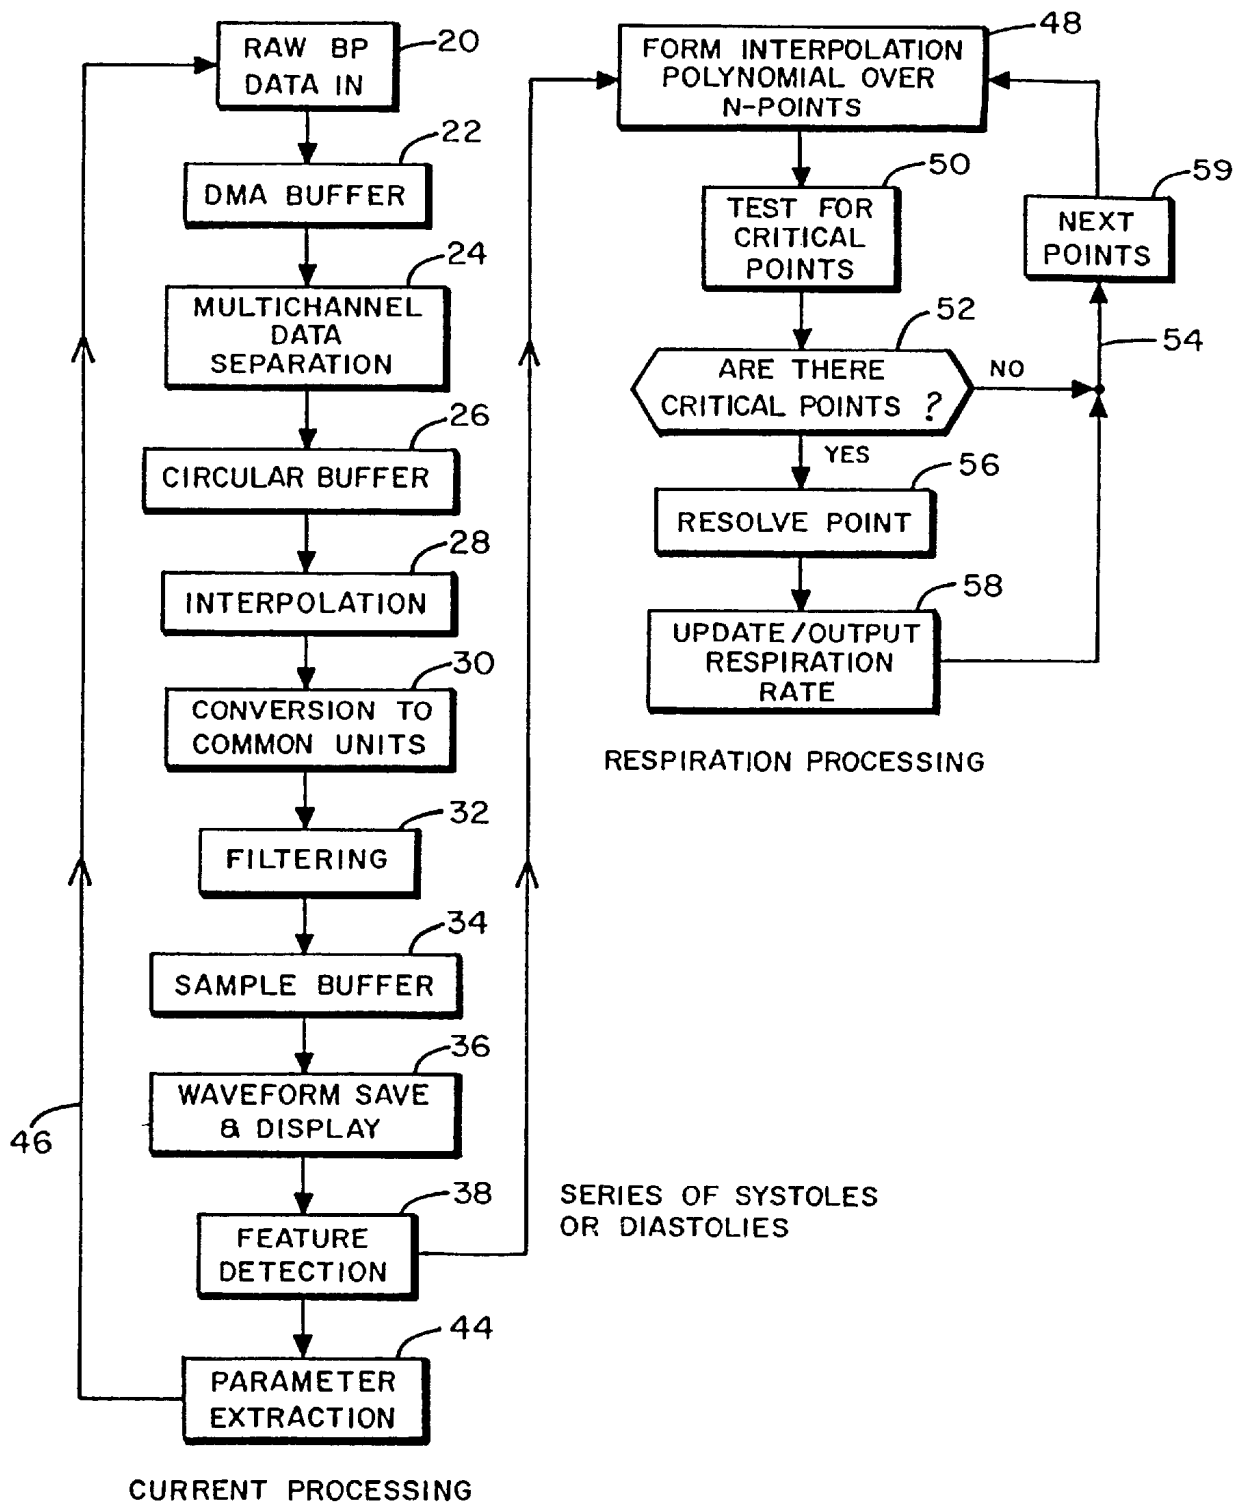 RAW BP
DATA IN
20
22
DMA BUFFER
24
MULTICHANNEL
DATA
SEPARATION
26
CIRCULAR BUFFER
28
INTERPOLATION
30
CONVERSION TO
COMMON UNITS
32
FILTERING
34
SAMPLE BUFFER
36
WAVEFORM SAVE
& DISPLAY
46
38
FEATURE
DETECTION
44
PARAMETER
EXTRACTION
CURRENT PROCESSING
SERIES OF SYSTOLES
OR DIASTOLIES
48
FORM INTERPOLATION
POLYNOMIAL OVER
N-POINTS
50
TEST FOR
CRITICAL
POINTS
59
NEXT
POINTS
52
54
ARE THERE
CRITICAL POINTS ?
NO
YES
56
RESOLVE POINT
58
UPDATE/OUTPUT
RESPIRATION
RATE
RESPIRATION PROCESSING